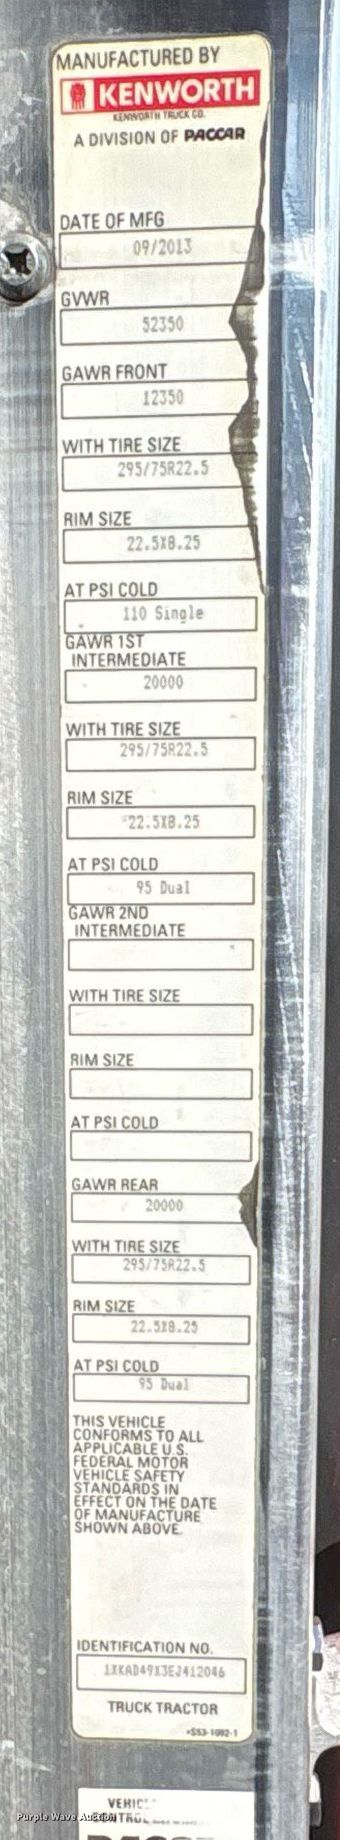 MANUFACTURED BY
KENWORTH
KENWORTH TRUCK CO.
A DIVISION OF PACCAR
DATE OF MFG
09/2013
GVWR
52350
GAWR FRONT
12350
WITH TIRE SIZE
295/75R22.5
RIM SIZE
22.5X8.25
AT PSI COLD
110 Single
GAWR 1ST
INTERMEDIATE
20000
WITH TIRE SIZE
295/75R22.5
RIM SIZE
22.5X8.25
AT PSI COLD
95 Dual
GAWR 2ND
INTERMEDIATE
WITH TIRE SIZE
RIM SIZE
AT PSI COLD
GAWR REAR
20000
WITH TIRE SIZE
295/75R22.5
RIM SIZE
22.5X8.25
AT PSI COLD
95 Dual
THIS VEHICLE
CONFORMS TO ALL
APPLICABLE U.S.
FEDERAL MOTOR
VEHICLE SAFETY
STANDARDS IN
EFFECT ON THE DATE
OF MANUFACTURE
SHOWN ABOVE.
IDENTIFICATION NO.
1XKAD49X3EJ412046
TRUCK TRACTOR
Purple Wave Auction